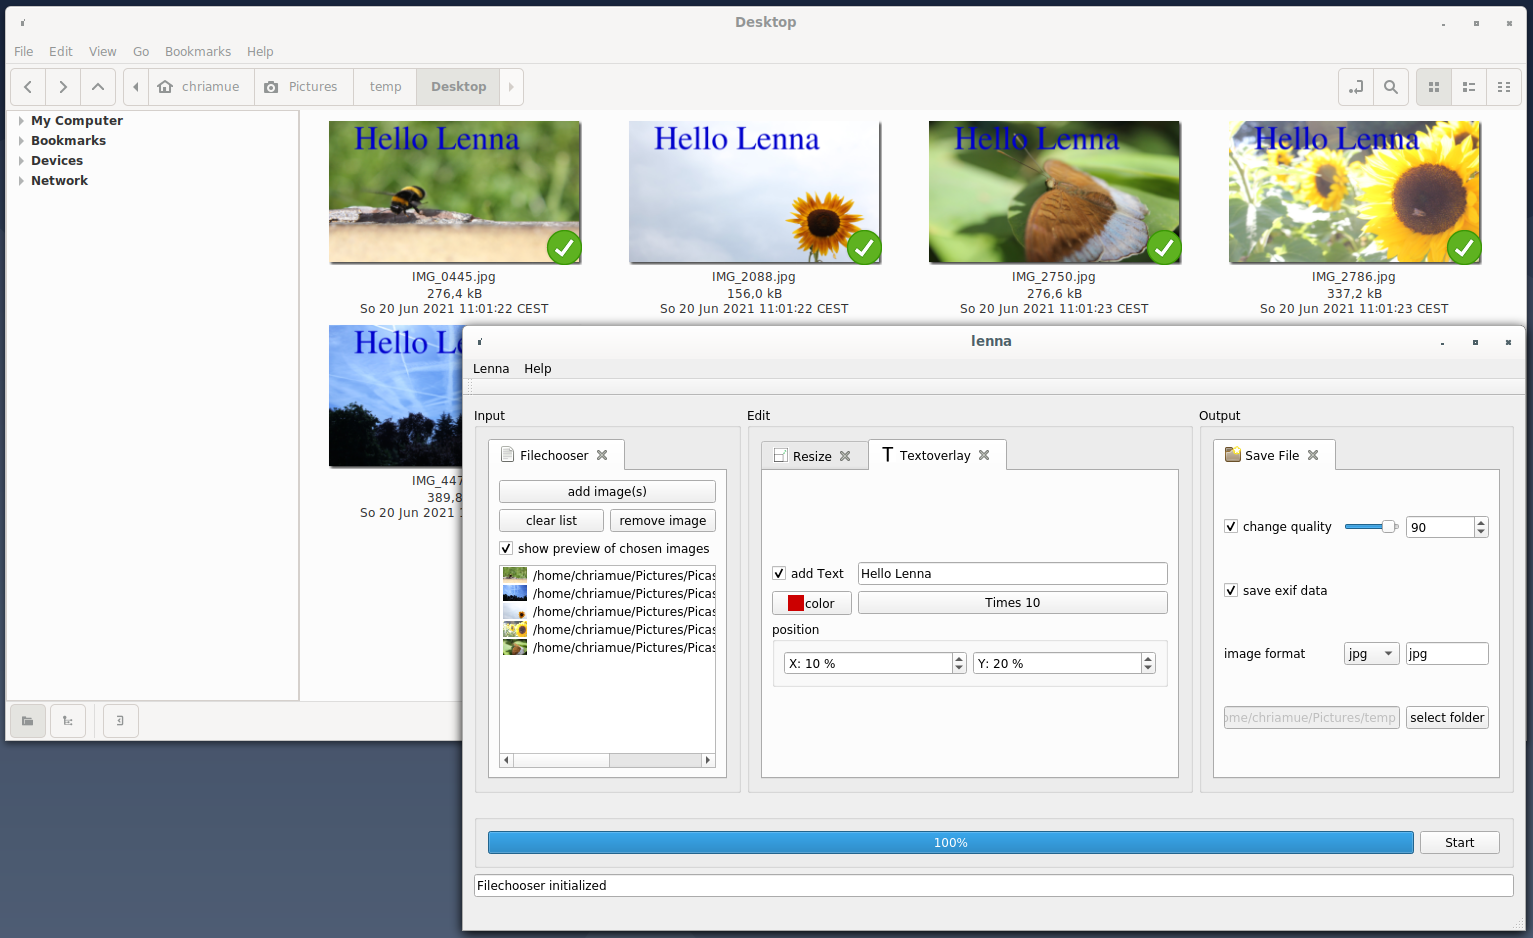 Desktop
File Edit View Go Bookmarks Help
chriamue Pictures temp Desktop
My Computer
Bookmarks
Devices
Network
Hello Lenna
IMG_0445.jpg
276,4 kB
So 20 Jun 2021 11:01:22 CEST
Hello Lenna
IMG_2088.jpg
156,0 kB
So 20 Jun 2021 11:01:22 CEST
Hello Lenna
IMG_2750.jpg
276,6 kB
So 20 Jun 2021 11:01:23 CEST
Hello Lenna
IMG_2786.jpg
337,2 kB
So 20 Jun 2021 11:01:23 CEST
Hello Le
IMG_447
389,8
So 20 Jun 2021
lenna
Lenna Help
Input
Filechooser
add image(s)
clear list remove image
show preview of chosen images
/home/chriamue/Pictures/Picas
/home/chriamue/Pictures/Picas
/home/chriamue/Pictures/Picas
/home/chriamue/Pictures/Picas
/home/chriamue/Pictures/Picas
Edit
Resize T Textoverlay
add Text Hello Lenna
color Times 10
position
X: 10 % Y: 20 %
Output
Save File
change quality 90
save exif data
image format jpg jpg
ome/chriamue/Pictures/temp select folder
100% Start
Filechooser initialized